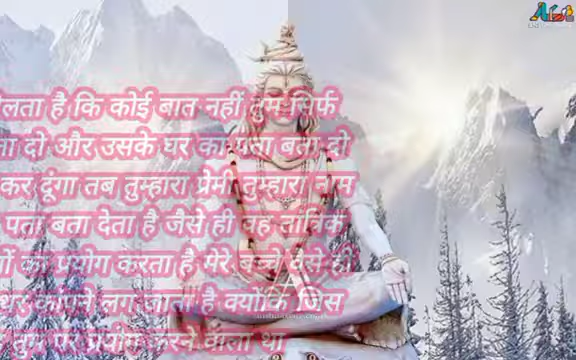 लता है कि कोई बात नहीं तुम सिर्फ
दो और उसके घर का पता बता दो
कर दूंगा तब तुम्हारा प्रेमी तुम्हारा नाम
पता बता देता है जैसे ही वह तांत्रिक
का प्रयोग करता है मेरे बच्चे वैसे ही
कांपने लग जाता है क्योंकि जिस
तुम पर प्रयोग करने वाला था